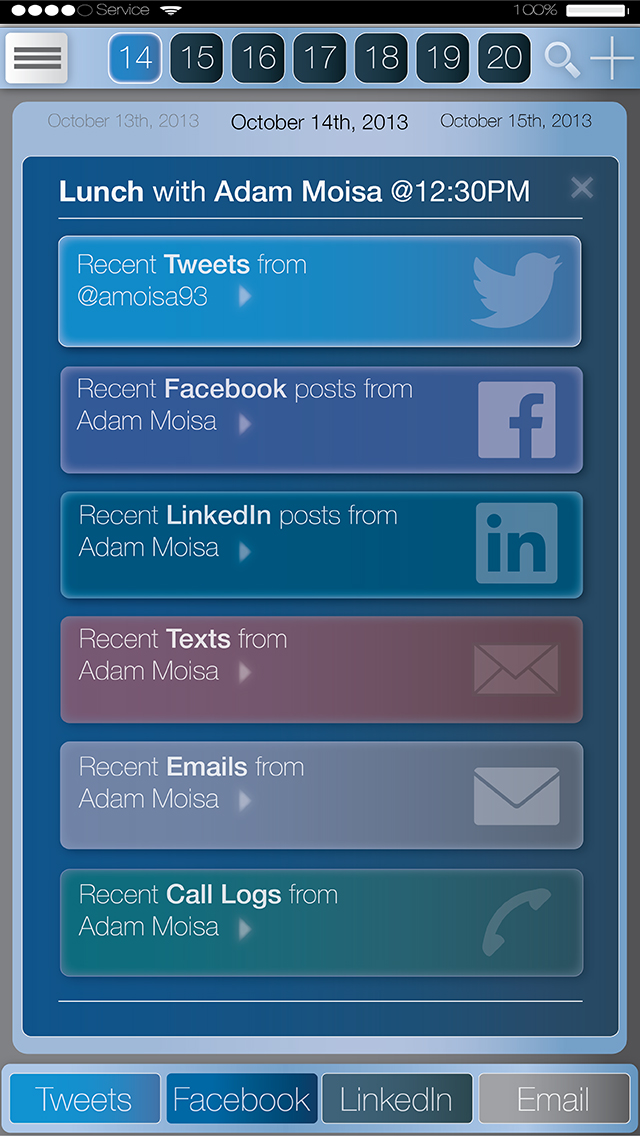 Service 100%
14 15 16 17 18 19 20
October 13th, 2013 October 14th, 2013 October 15th, 2013
Lunch with Adam Moisa @12:30PM
Recent Tweets from
@amoisa93
Recent Facebook posts from
Adam Moisa
f
Recent LinkedIn posts from
Adam Moisa
in
Recent Texts from
Adam Moisa
Recent Emails from
Adam Moisa
Recent Call Logs from
Adam Moisa
Tweets Facebook LinkedIn Email